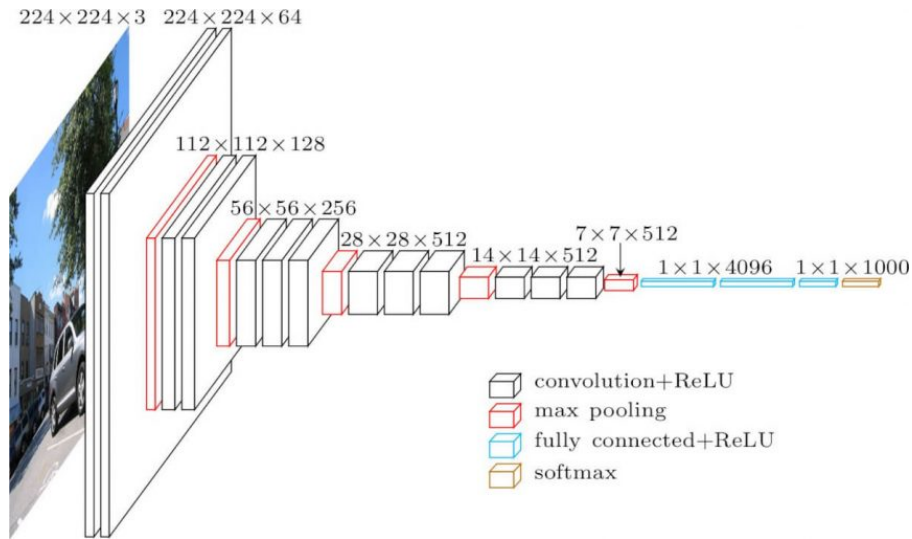 224×224×3
224×224×64
112×112×128
56×56×256
28×28×512
14×14×512
7×7×512
1×1×4096
1×1×1000
convolution+ReLU
max pooling
fully connected+ReLU
softmax